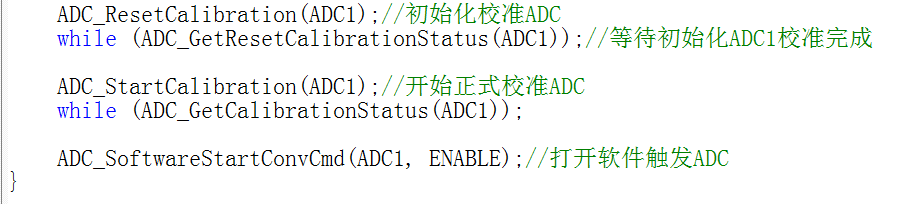 ADC_ResetCalibration(ADC1);//初始化校准ADC
while (ADC_GetResetCalibrationStatus(ADC1));//等待初始化ADC1校准完成
ADC_StartCalibration(ADC1);//开始正式校准ADC
while (ADC_GetCalibrationStatus(ADC1));
ADC_SoftwareStartConvCmd(ADC1, ENABLE);//打开软件触发ADC
}